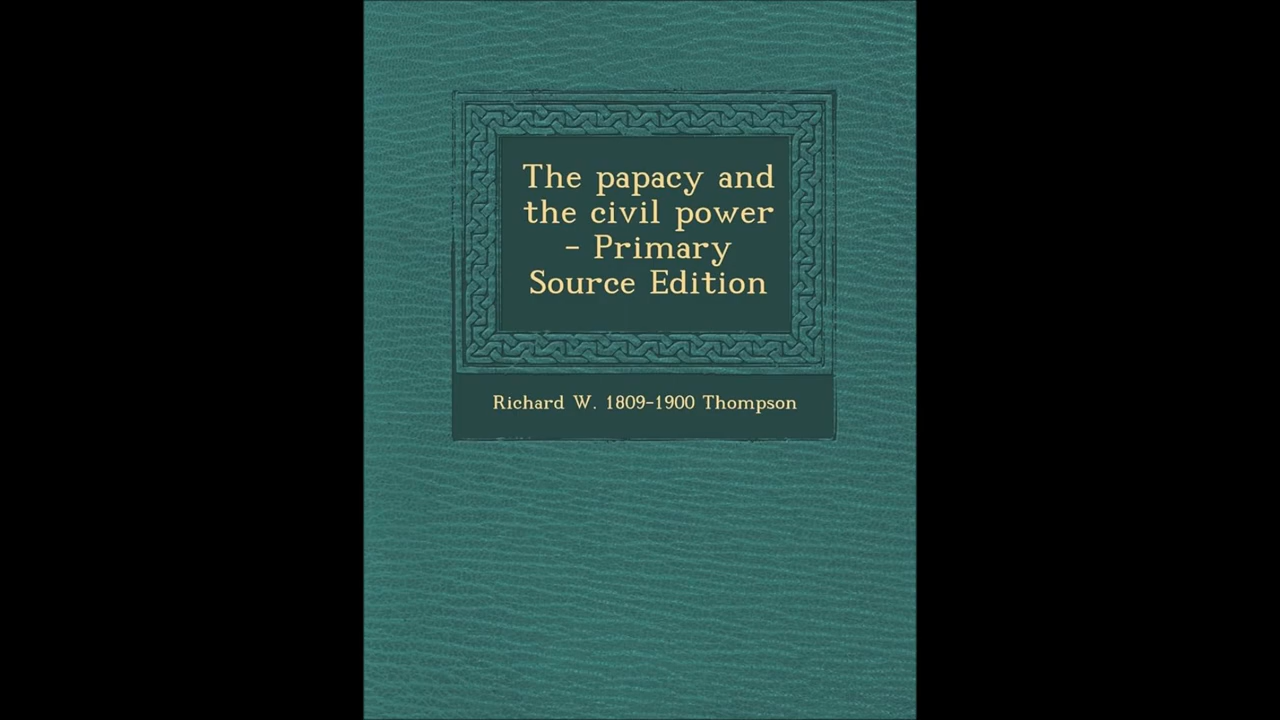 The papacy and
the civil power
- Primary
Source Edition
Richard W. 1809-1900 Thompson